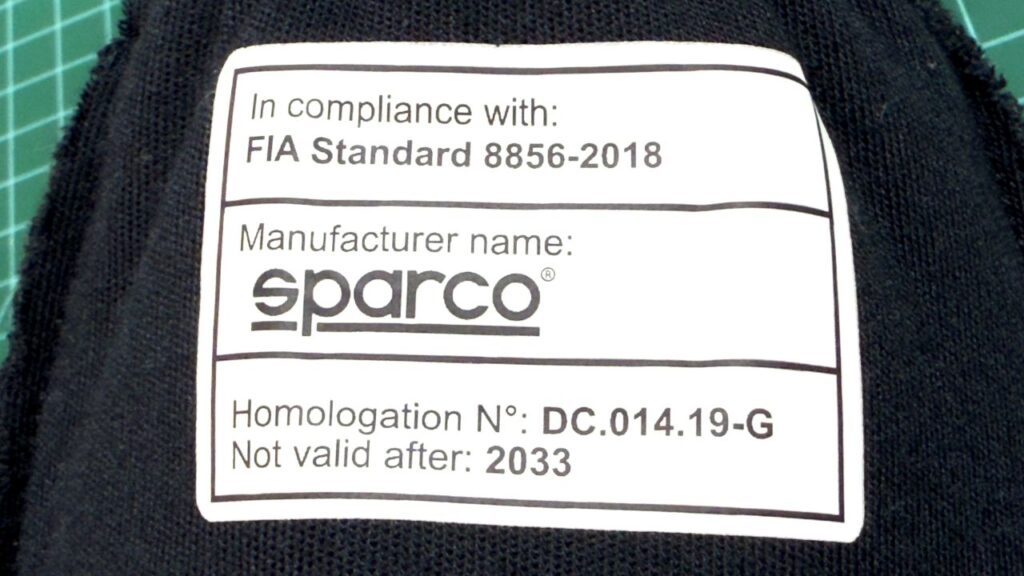 In compliance with:
FIA Standard 8856-2018
Manufacturer name:
sparco®
Homologation N°: DC.014.19-G
Not valid after: 2033